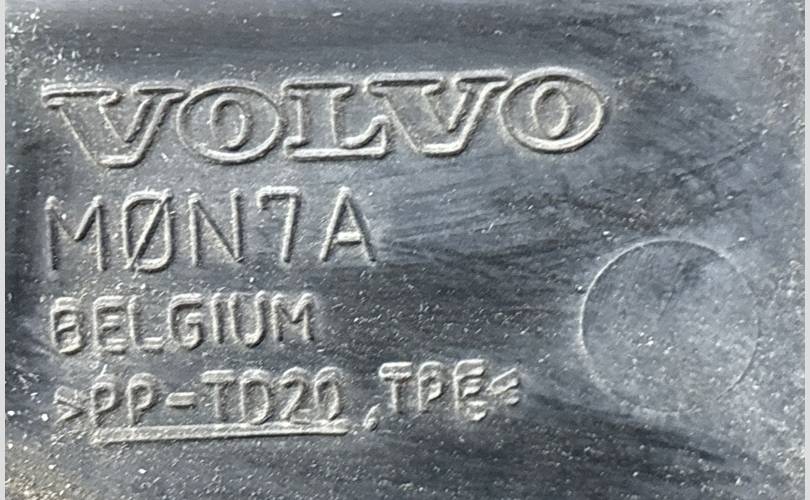 VOLVO
MØN7A
BELGIUM
>PP-TD20,TPE<